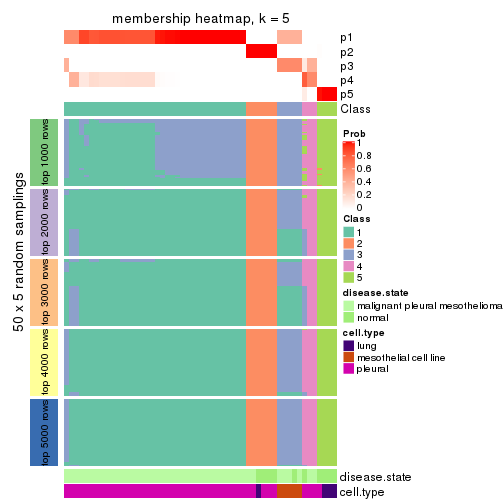 membership heatmap, k = 5
p1
p2
p3
p4
p5
Class
50 x 5 random samplings
top 1000 rows
top 2000 rows
top 3000 rows
top 4000 rows
top 5000 rows
Prob
1
0.8
0.6
0.4
0.2
0
Class
1
2
3
4
5
disease.state
malignant pleural mesothelioma
normal
cell.type
lung
mesothelial cell line
pleural
disease.state
cell.type